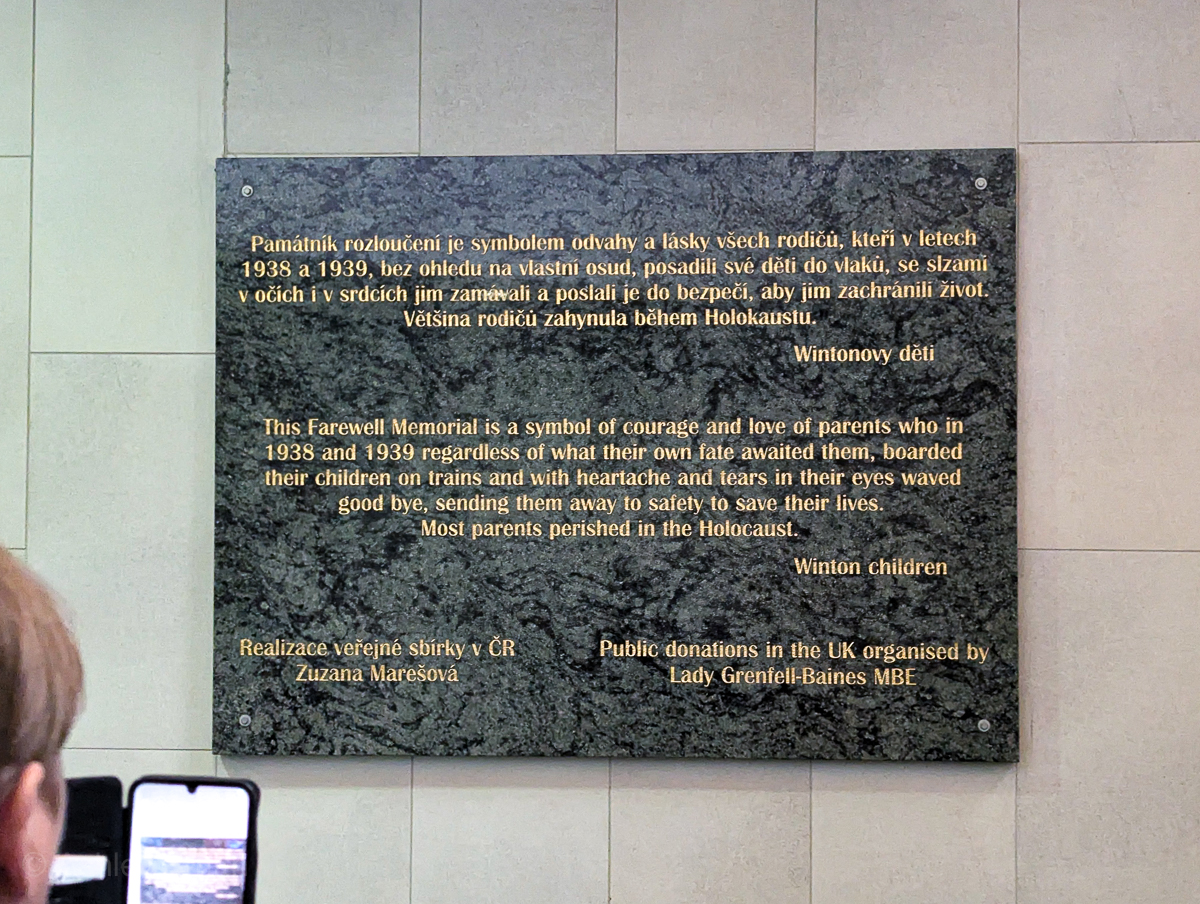 Památník rozloučení je symbolem odvahy a lásky všech rodičů, kteří v letech
1938 a 1939, bez ohledu na vlastní osud, posadili své děti do vlaků, se slzami
v očích i v srdcích jim zamávali a poslali je do bezpečí, aby jim zachránili život.
Většina rodičů zahynula během Holokaustu.
Wintonovy děti
This Farewell Memorial is a symbol of courage and love of parents who in
1938 and 1939 regardless of what their own fate awaited them, boarded
their children on trains and with heartache and tears in their eyes waved
good bye, sending them away to safety to save their lives.
Most parents perished in the Holocaust.
Winton children
Realizace veřejné sbírky v ČR
Zuzana Marešová
Public donations in the UK organised by
Lady Grenfell-Baines MBE